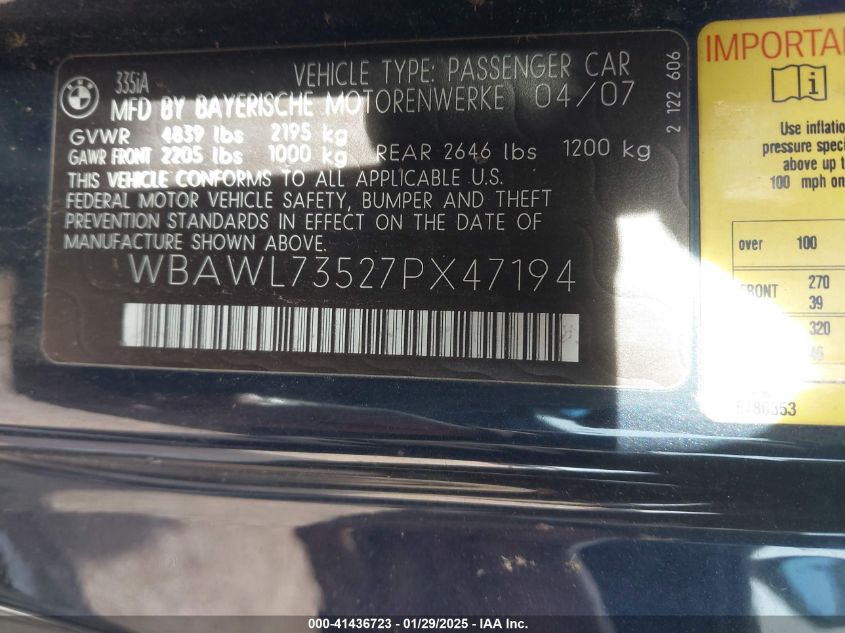 335iA
VEHICLE TYPE: PASSENGER CAR
MFD BY BAYERISCHE MOTORENWERKE 04/07
GVWR 4839 lbs 2195 kg
GAWR FRONT 2205 lbs 1000 kg REAR 2646 lbs 1200 kg
THIS VEHICLE CONFORMS TO ALL APPLICABLE U.S.
FEDERAL MOTOR VEHICLE SAFETY, BUMPER AND THEFT
PREVENTION STANDARDS IN EFFECT ON THE DATE OF
MANUFACTURE SHOWN ABOVE.
WBAWL73527PX47194
2 122 606
IMPORTA
Use inflatio
pressure speci
above up t
100 mph on
over 100
FRONT 270
39
320
000-41436723 - 01/29/2025 - IAA Inc.